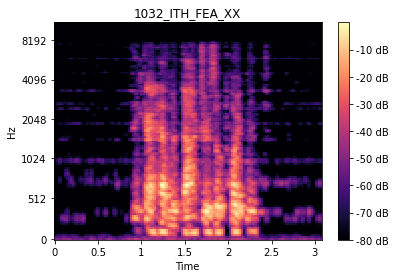 1032_ITH_FEA_XX
8192
4096
2048
1024
512
0
Hz
0 0.5 1 1.5 2 2.5 3
Time
-10 dB
-20 dB
-30 dB
-40 dB
-50 dB
-60 dB
-70 dB
-80 dB